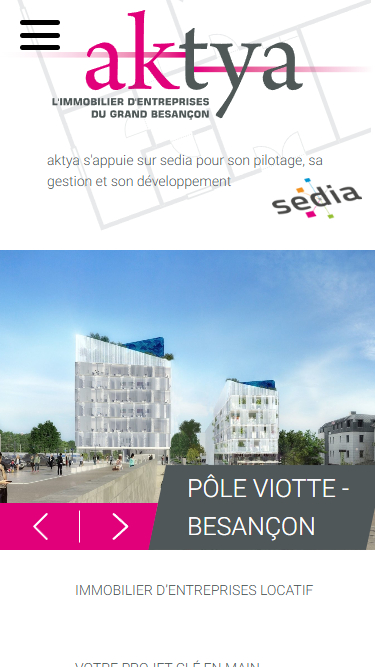 aktya
L'IMMOBILIER D'ENTREPRISES
DU GRAND BESANÇON
aktya s'appuie sur sedia pour son pilotage, sa
gestion et son développement
sedia
PÔLE VIOTTE -
BESANÇON
IMMOBILIER D'ENTREPRISES LOCATIF
VOTRE PROJET CLÉ EN MAIN